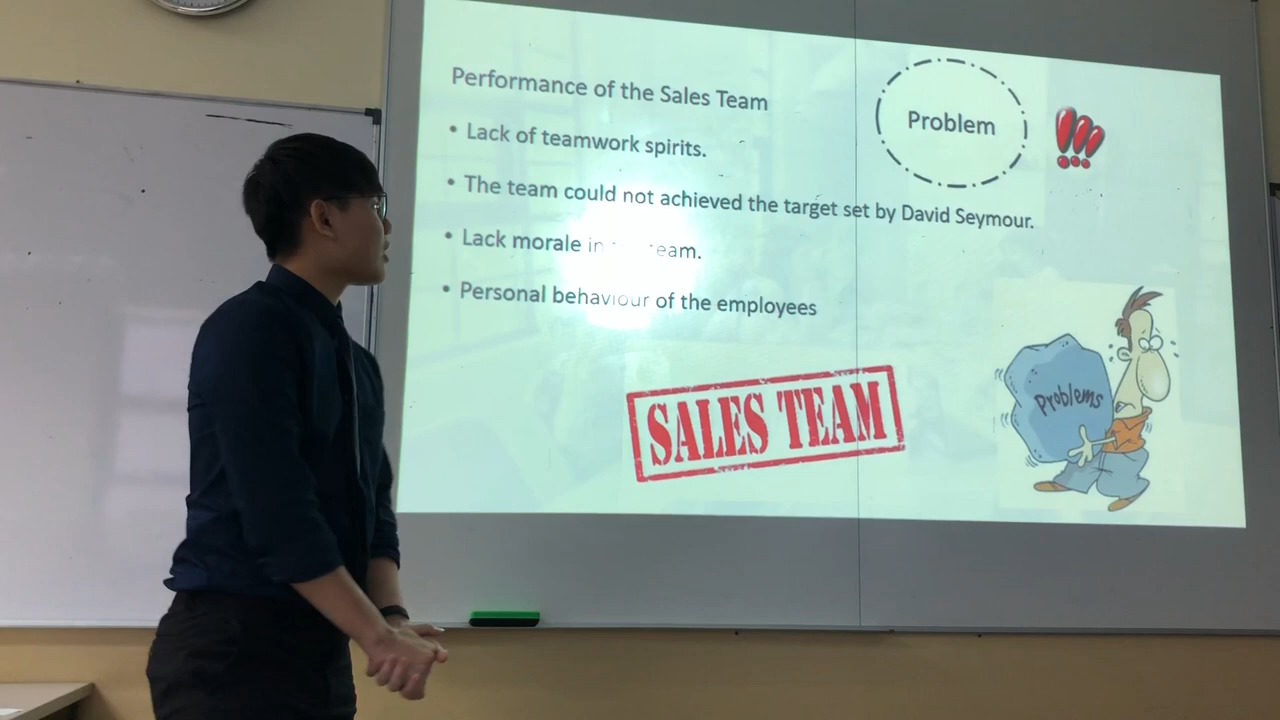 Performance of the Sales Team
Problem
• Lack of teamwork spirits.
• The team could not achieved the target set by David Seymour.
• Lack morale in team.
• Personal behaviour of the employees
SALES TEAM
Problems